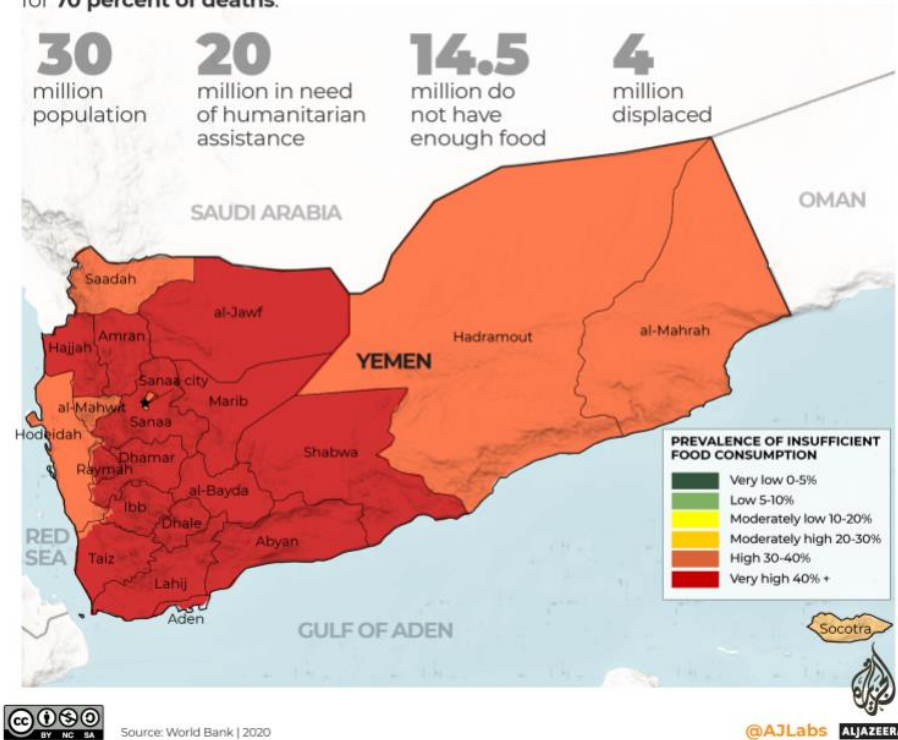 for 70 percent of deaths.
30
million
population
20
million in need
of humanitarian
assistance
14.5
million do
not have
enough food
4
million
displaced
SAUDI ARABIA
OMAN
Saadah
al-Jawf
Hajjah
Amran
Hadramout
al-Mahrah
YEMEN
Sanaa city
Marib
al-Mahwit
Sanaa
Hodeidah
Dhamar
Raymah
Shabwa
al-Bayda
Ibb
Dhale
Abyan
RED
SEA
Taiz
Lahij
Aden
GULF OF ADEN
PREVALENCE OF INSUFFICIENT
FOOD CONSUMPTION
Very low 0-5%
Low 5-10%
Moderately low 10-20%
Moderately high 20-30%
High 30-40%
Very high 40% +
Socotra
cc BY NC SA
Source: World Bank | 2020
@AJLabs
ALJAZEERA